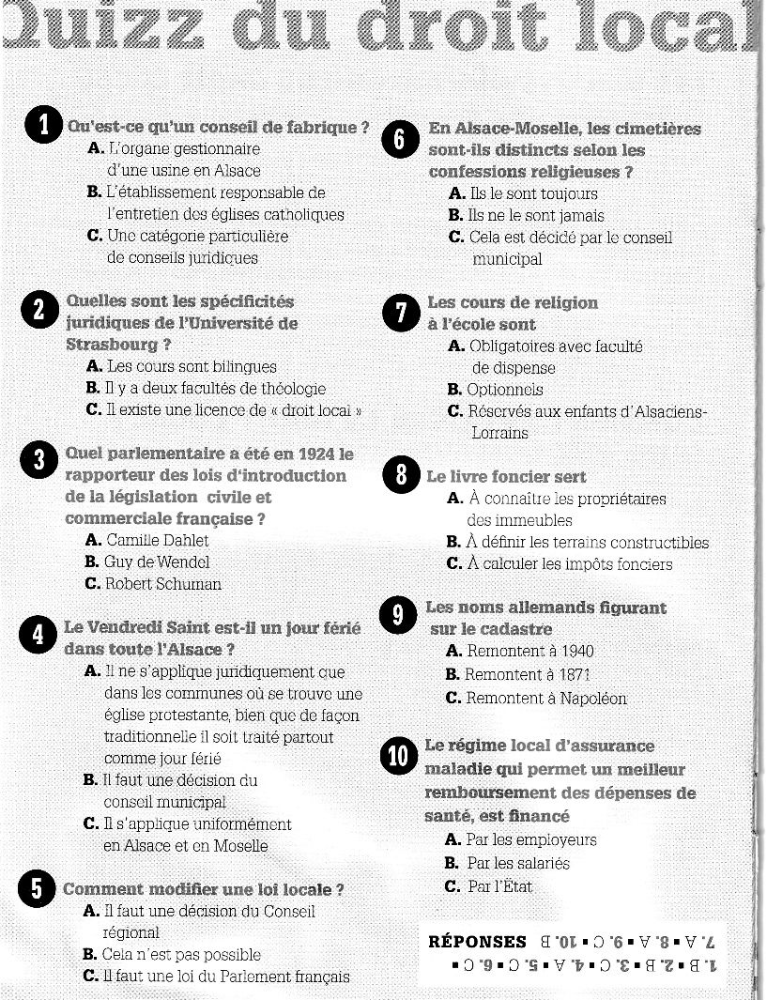 Quizz du droit local
1 Qu'est-ce qu'un conseil de fabrique ?
A. L'organe gestionnaire
d'une usine en Alsace
B. L'établissement responsable de
l'entretien des églises catholiques
C. Une catégorie particulière
de conseils juridiques
2 Quelles sont les spécificités
juridiques de l'Université de
Strasbourg ?
A. Les cours sont bilingues
B. Il y a deux facultés de théologie
C. Il existe une licence de « droit local »
3 Quel parlementaire a été en 1924 le
rapporteur des lois d'introduction
de la législation civile et
commerciale française ?
A. Camille Dahlet
B. Guy de Wendel
C. Robert Schuman
4 Le Vendredi Saint est-il un jour férié
dans toute l'Alsace ?
A. Il ne s'applique juridiquement que
dans les communes où se trouve une
église protestante, bien que de façon
traditionnelle il soit traité partout
comme jour férié
B. Il faut une décision du
conseil municipal
C. Il s'applique uniformément
en Alsace et en Moselle
5 Comment modifier une loi locale ?
A. Il faut une décision du Conseil
régional
B. Cela n'est pas possible
C. Il faut une loi du Parlement français
6 En Alsace-Moselle, les cimetières
sont-ils distincts selon les
confessions religieuses ?
A. Ils le sont toujours
B. Ils ne le sont jamais
C. Cela est décidé par le conseil
municipal
7 Les cours de religion
à l'école sont
A. Obligatoires avec faculté
de dispense
B. Optionnels
C. Réservés aux enfants d'Alsaciens-
Lorrains
8 Le livre foncier sert
A. À connaître les propriétaires
des immeubles
B. À définir les terrains constructibles
C. À calculer les impôts fonciers
9 Les noms allemands figurant
sur le cadastre
A. Remontent à 1940
B. Remontent à 1871
C. Remontent à Napoléon
10 Le régime local d'assurance
maladie qui permet un meilleur
remboursement des dépenses de
santé, est financé
A. Par les employeurs
B. Par les salariés
C. Par l'État
RÉPONSES
1. B ▪ 2. B ▪ 3. C ▪ 4. A ▪ 5. C ▪ 6. C ▪
7. A ▪ 8. A ▪ 9. C ▪ 10. B